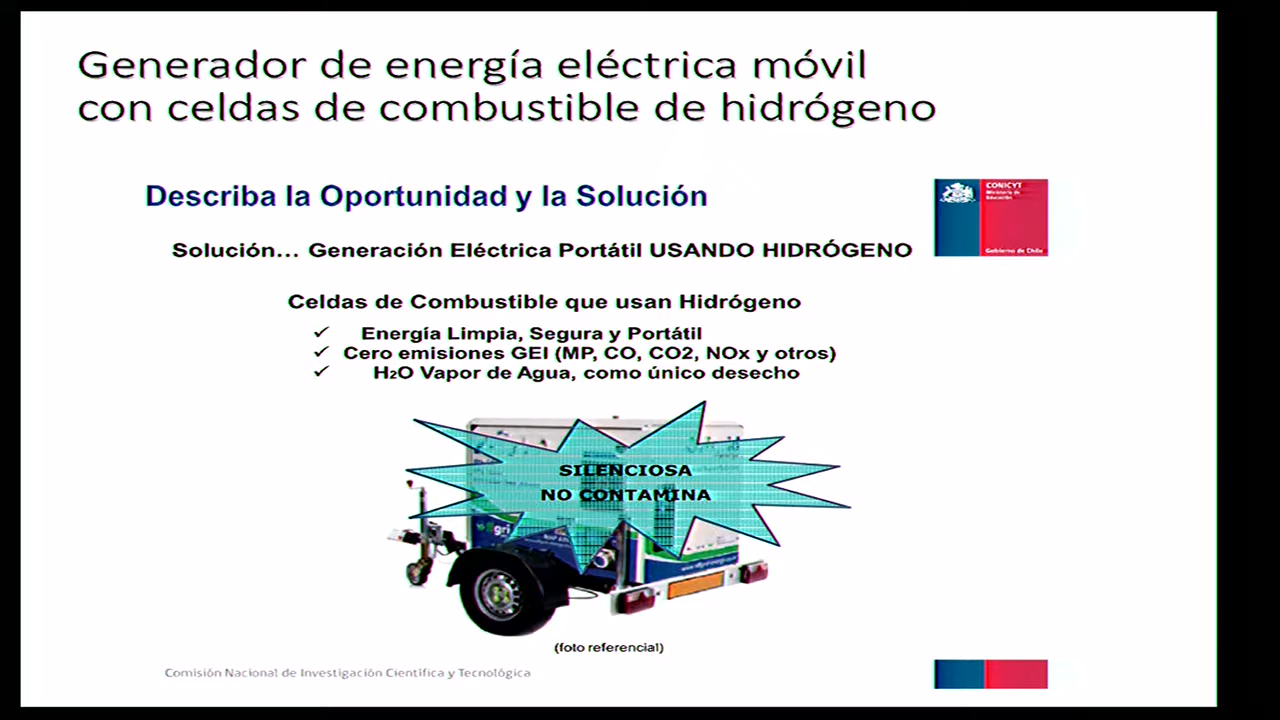 Generador de energía eléctrica móvil
con celdas de combustible de hidrógeno
Describa la Oportunidad y la Solución
CONICYT
Ministerio de
Educación
Gobierno de Chile
Solución... Generación Eléctrica Portátil USANDO HIDRÓGENO
Celdas de Combustible que usan Hidrógeno
✓ Energía Limpia, Segura y Portátil
✓ Cero emisiones GEI (MP, CO, CO2, NOx y otros)
✓ H₂O Vapor de Agua, como único desecho
SILENCIOSA
NO CONTAMINA
(foto referencial)
Comisión Nacional de Investigación Científica y Tecnológica